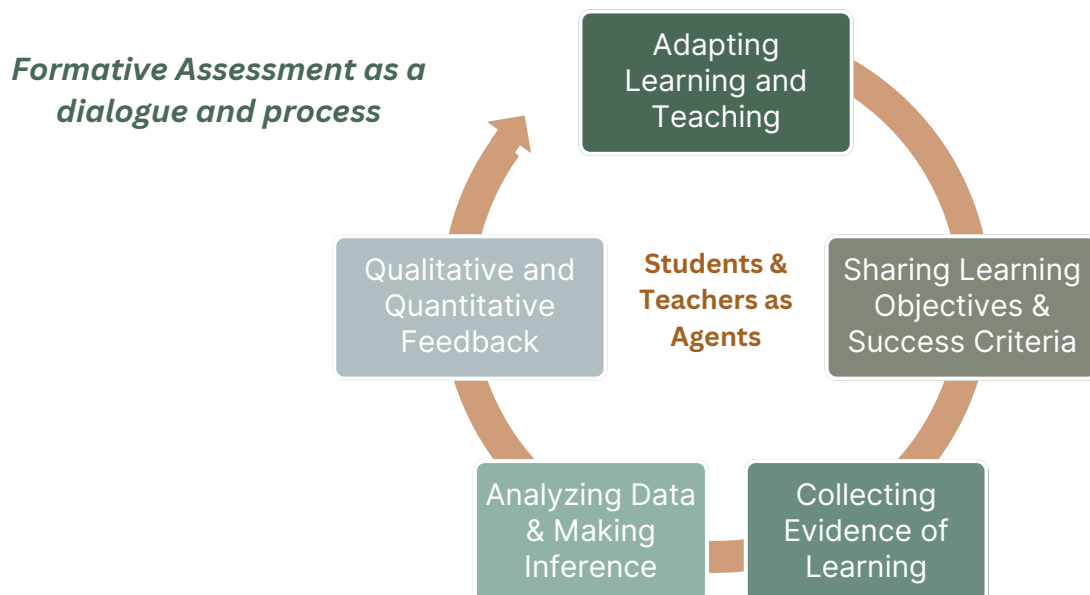 Formative Assessment as a
dialogue and process
Adapting
Learning and
Teaching
Sharing Learning
Objectives &
Success Criteria
Collecting
Evidence of
Learning
Analyzing Data
& Making
Inference
Qualitative and
Quantitative
Feedback
Students &
Teachers as
Agents